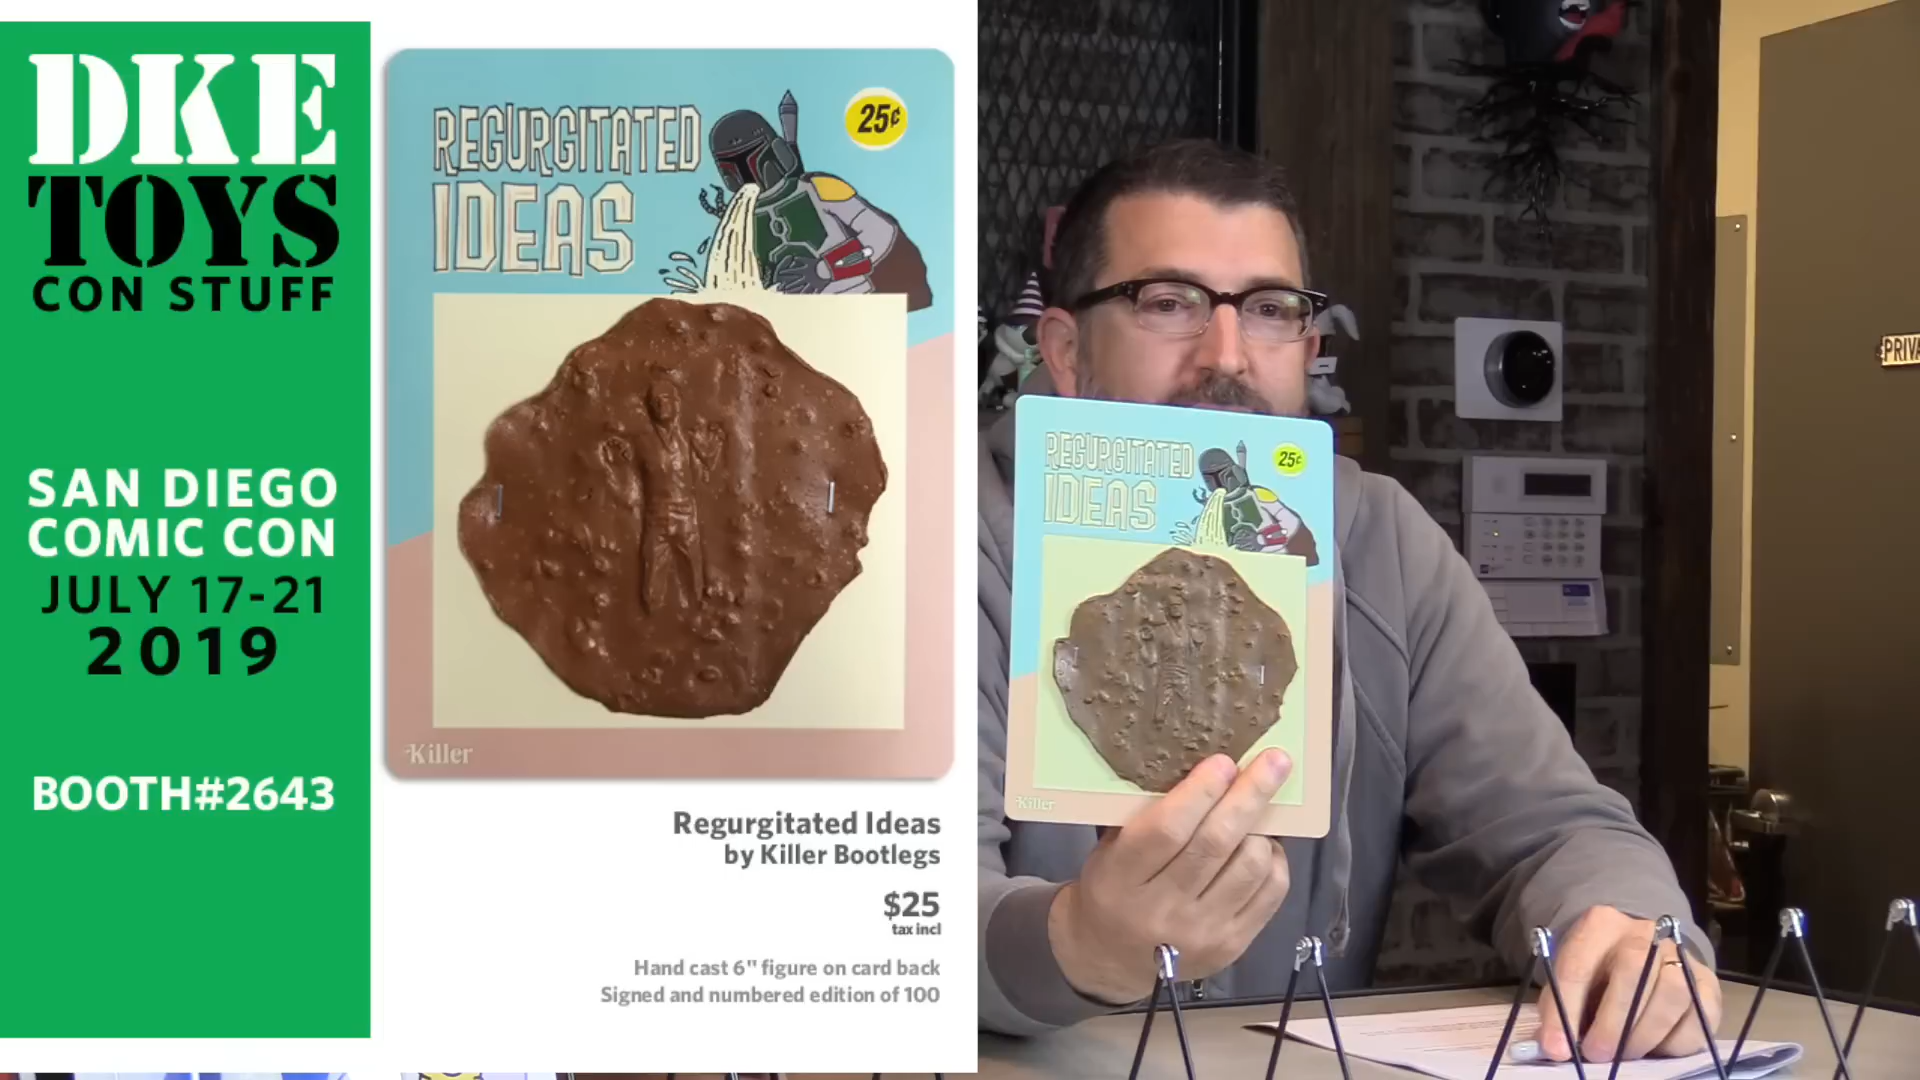 DKE
TOYS
CON STUFF
SAN DIEGO
COMIC CON
JULY 17-21
2019
BOOTH#2643
REGURGITATED
IDEAS
25¢
Killer
Regurgitated Ideas
by Killer Bootlegs
$25
tax incl
Hand cast 6" figure on card back
Signed and numbered edition of 100
REGURGITATED
IDEAS
25¢
Killer